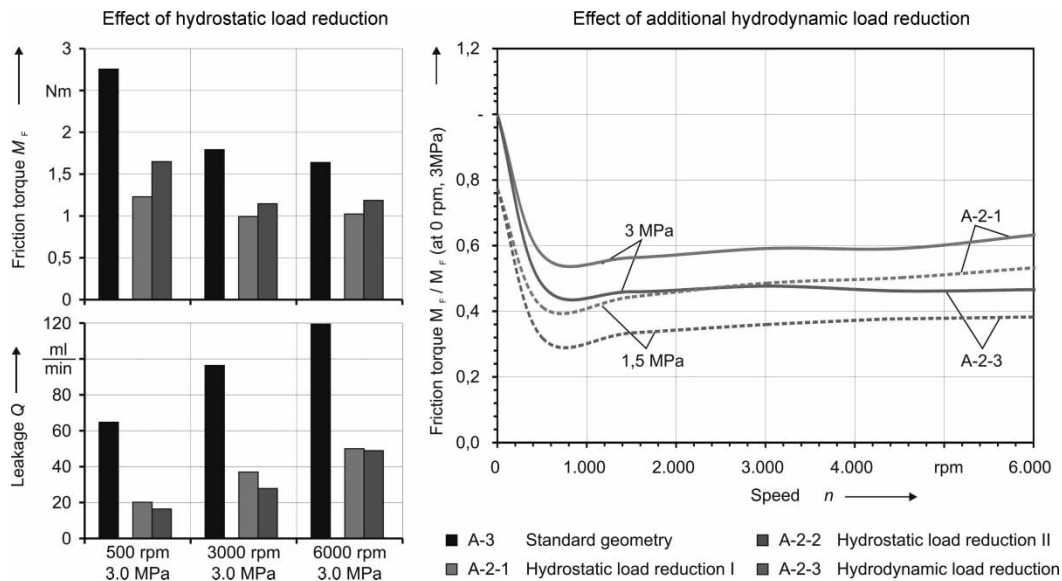 Effect of hydrostatic load reduction
Friction torque M F
3
Nm
2
1,5
1
0,5
0
Leakage Q
120
ml
min
80
60
40
20
0
500 rpm
3.0 MPa
3000 rpm
3.0 MPa
6000 rpm
3.0 MPa
Effect of additional hydrodynamic load reduction
Friction torque M F / M F (at 0 rpm, 3MPa)
1,2
-
0,8
0,6
0,4
0,2
0,0
3 MPa
1,5 MPa
A-2-1
A-2-3
0
1.000
2.000
3.000
4.000
rpm
6.000
Speed n
A-3 Standard geometry
A-2-1 Hydrostatic load reduction I
A-2-2 Hydrostatic load reduction II
A-2-3 Hydrodynamic load reduction